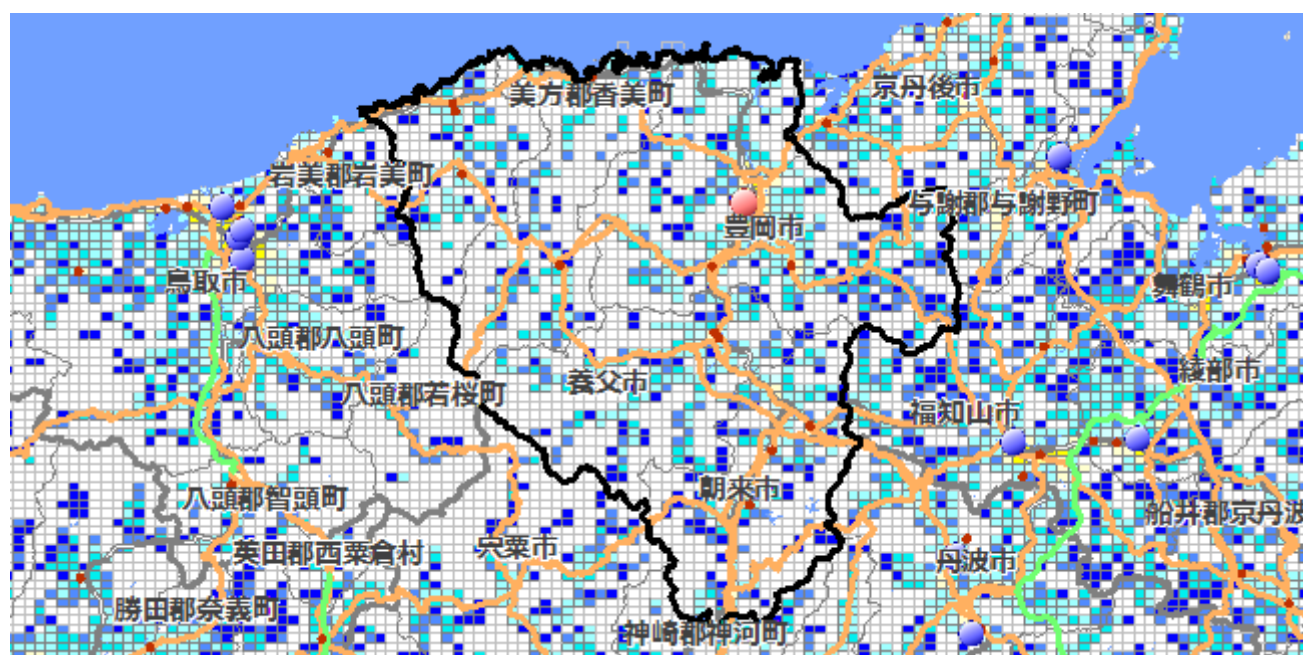 京丹後市
美方郡香美町
岩美郡岩美町
与謝郡与謝野町
豊岡市
鳥取市
舞鶴市
八頭郡八頭町
綾部市
養父市
八頭郡若桜町
福知山市
朝来市
八頭郡智頭町
船井郡京丹波
英田郡西粟倉村
宍粟市
丹波市
勝田郡奈義町
神崎郡神河町